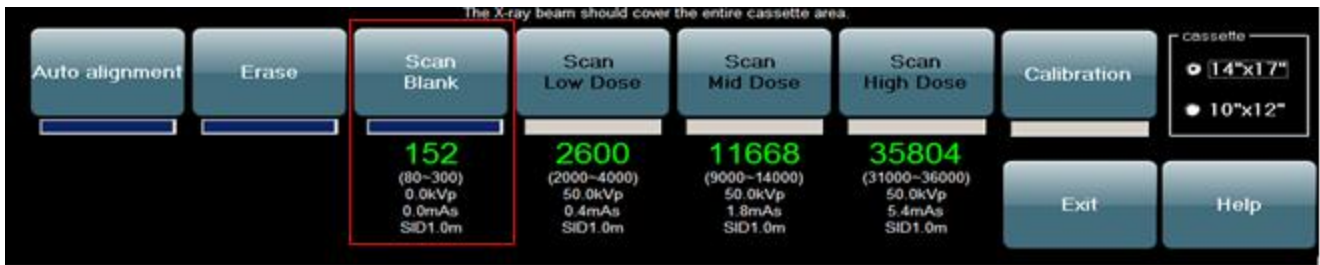 The X-ray beam should cover the entire cassette area.
Auto alignment
Erase
Scan
Blank
Scan
Low Dose
Scan
Mid Dose
Scan
High Dose
Calibration
cassette
14"x17"
10"x12"
152
(80~300)
0.0kVp
0.0mAs
SID1.0m
2600
(2000~4000)
50.0kVp
0.4mAs
SID1.0m
11668
(9000~14000)
50.0kVp
1.8mAs
SID1.0m
35804
(31000~36000)
50.0kVp
5.4mAs
SID1.0m
Exit
Help